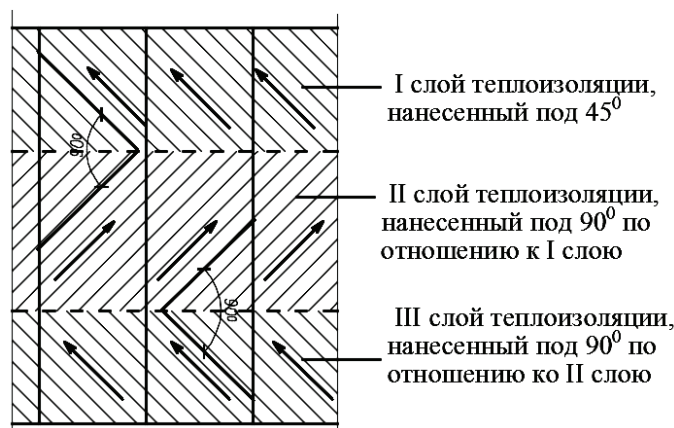 I слой теплоизоляции,
нанесенный под 45⁰
90⁰
II слой теплоизоляции,
нанесенный под 90⁰ по
отношению к I слою
90⁰
III слой теплоизоляции,
нанесенный под 90⁰ по
отношению ко II слою